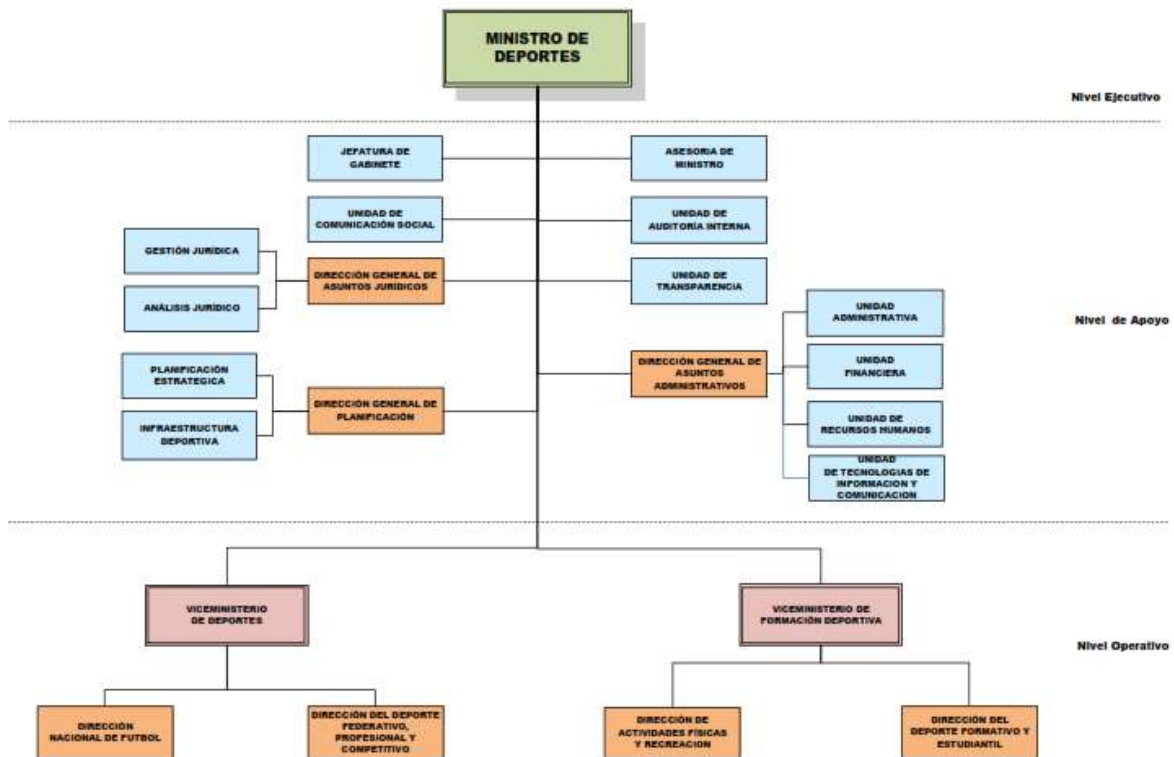 MINISTRO DE
DEPORTES
Nivel Ejecutivo
JEFATURA DE
GABINETE
ASESORIA DE
MINISTRO
UNIDAD DE
COMUNICACIÓN SOCIAL
UNIDAD DE
AUDITORÍA INTERNA
GESTIÓN JURÍDICA
ANÁLISIS JURÍDICO
DIRECCIÓN GENERAL DE
ASUNTOS JURÍDICOS
UNIDAD DE
TRANSPARENCIA
UNIDAD
ADMINISTRATIVA
Nivel de Apoyo
PLANIFICACIÓN
ESTRATEGICA
INFRAESTRUCTURA
DEPORTIVA
DIRECCIÓN GENERAL DE
PLANIFICACIÓN
DIRECCIÓN GENERAL DE
ASUNTOS
ADMINISTRATIVOS
UNIDAD
FINANCIERA
UNIDAD DE
RECURSOS HUMANOS
UNIDAD
DE TECNOLOGIAS DE
INFORMACION Y
COMUNICACION
VICEMINISTERIO
DE DEPORTES
VICEMINISTERIO DE
FORMACIÓN DEPORTIVA
Nivel Operativo
DIRECCIÓN
NACIONAL DE FUTBOL
DIRECCIÓN DEL DEPORTE
FEDERATIVO,
PROFESIONAL Y
COMPETITIVO
DIRECCIÓN DE
ACTIVIDADES FÍSICAS
Y RECREACION
DIRECCIÓN DEL
DEPORTE FORMATIVO Y
ESTUDIANTIL